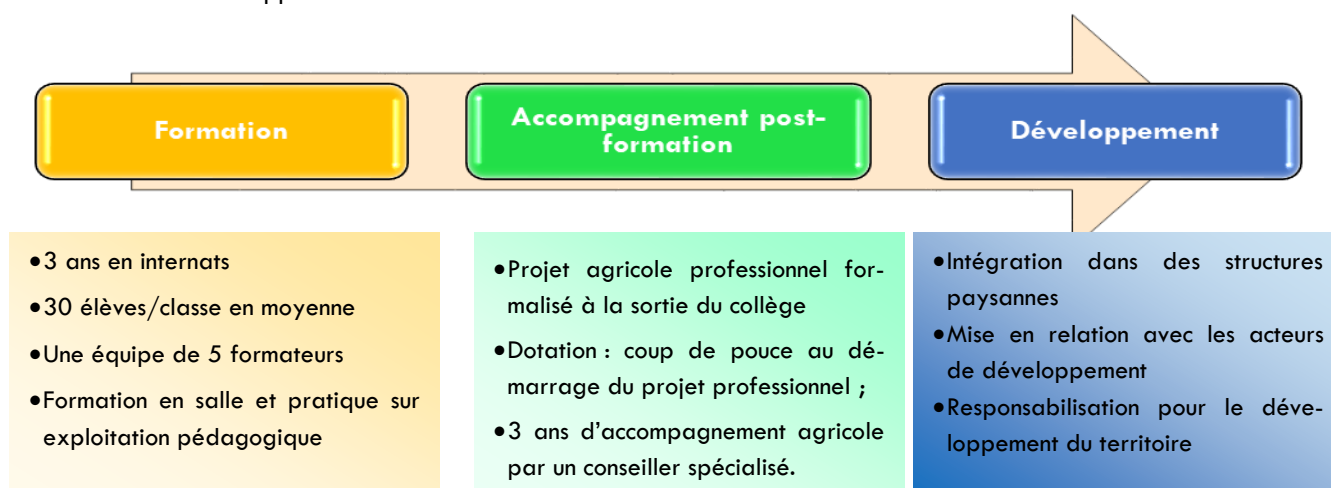 Formation
Accompagnement post-
formation
Développement
•3 ans en internats
•30 élèves/classe en moyenne
•Une équipe de 5 formateurs
•Formation en salle et pratique sur
exploitation pédagogique
•Projet agricole professionnel for-
malisé à la sortie du collège
•Dotation : coup de pouce au dé-
marrage du projet professionnel ;
•3 ans d'accompagnement agricole
par un conseiller spécialisé.
•Intégration dans des structures
paysannes
•Mise en relation avec les acteurs
de développement
•Responsabilisation pour le déve-
loppement du territoire